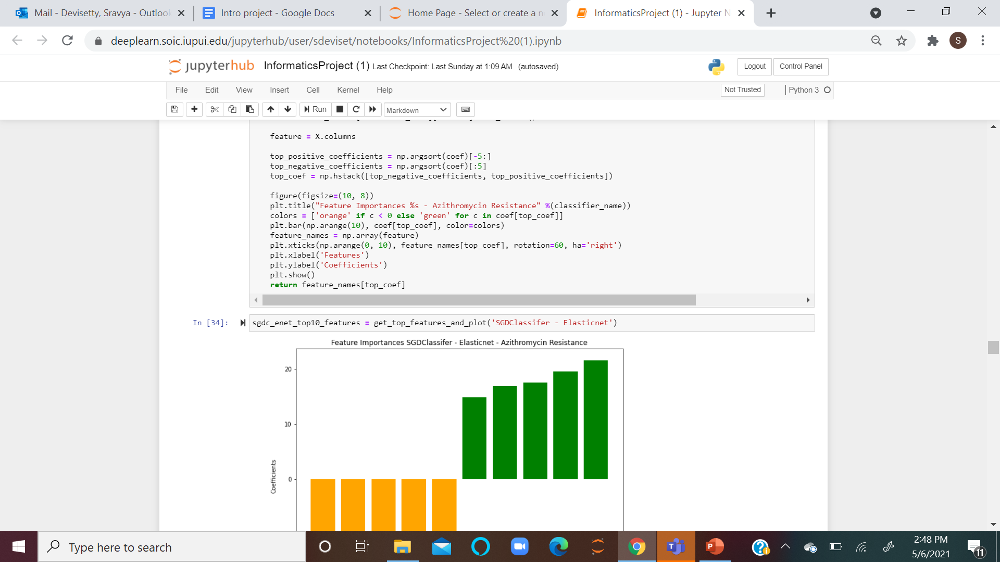 Mail - Devisetty, Sravya - Outlook
Intro project - Google Docs
Home Page - Select or create a n
InformaticsProject (1) - Jupyter N
deeplearn.soic.iupui.edu/jupyterhub/user/sdeviset/notebooks/InformaticsProject%20(1).ipynb
S
jupyterhub InformaticsProject (1) Last Checkpoint: Last Sunday at 1:09 AM (autosaved)
Logout
Control Panel
File Edit View Insert Cell Kernel Help
Not Trusted
Python 3
Run
Markdown
feature = X.columns
top_positive_coefficients = np.argsort(coef)[-5:]
top_negative_coefficients = np.argsort(coef)[:5]
top_coef = np.hstack([top_negative_coefficients, top_positive_coefficients])
figure(figsize=(10, 8))
plt.title("Feature Importances %s - Azithromycin Resistance" %(classifier_name))
colors = ['orange' if c < 0 else 'green' for c in coef[top_coef]]
plt.bar(np.arange(10), coef[top_coef], color=colors)
feature_names = np.array(feature)
plt.xticks(np.arange(0, 10), feature_names[top_coef], rotation=60, ha='right')
plt.xlabel('Features')
plt.ylabel('Coefficients')
plt.show()
return feature_names[top_coef]
In [34]: sgdc_enet_top10_features = get_top_features_and_plot('SGDClassifer - Elasticnet')
Feature Importances SGDClassifer - Elasticnet - Azithromycin Resistance
20
10
0
Coefficients
Type here to search
2:48 PM
5/6/2021
11